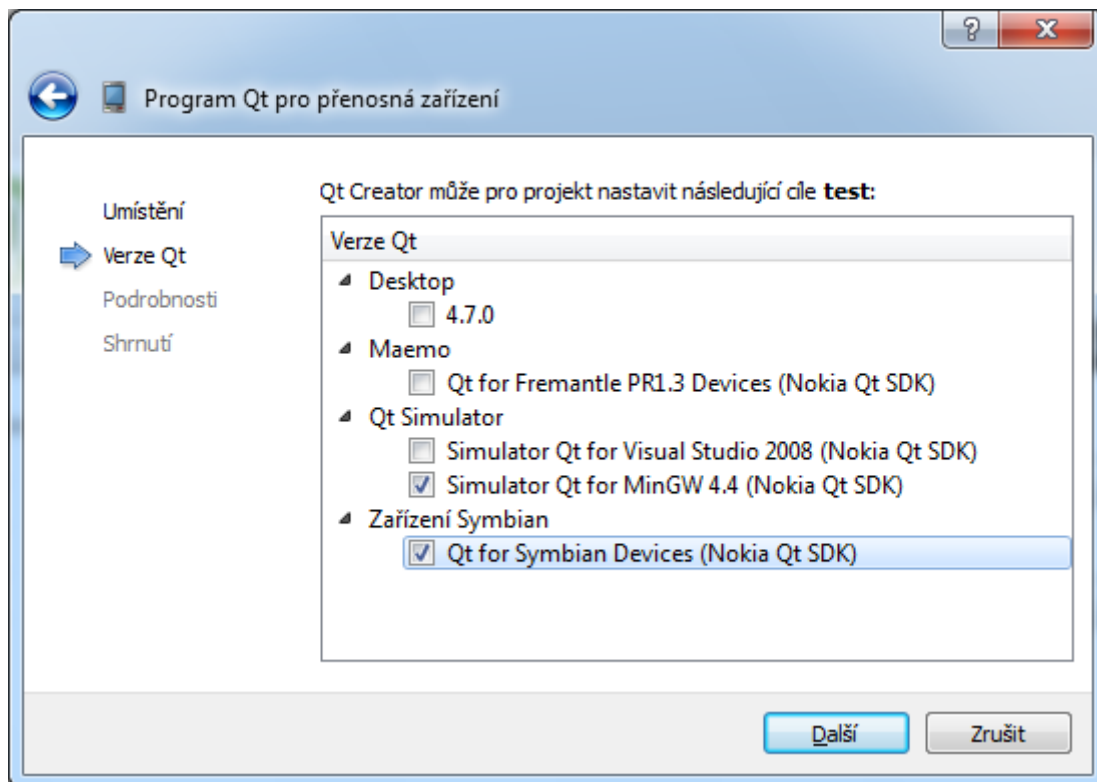 Program Qt pro přenosná zařízení
Umístění
Verze Qt
Podrobnosti
Shrnutí
Qt Creator může pro projekt nastavit následující cíle test:
Verze Qt
Desktop
4.7.0
Maemo
Qt for Fremantle PR1.3 Devices (Nokia Qt SDK)
Qt Simulator
Simulator Qt for Visual Studio 2008 (Nokia Qt SDK)
Simulator Qt for MinGW 4.4 (Nokia Qt SDK)
Zařízení Symbian
Qt for Symbian Devices (Nokia Qt SDK)
Další
Zrušit